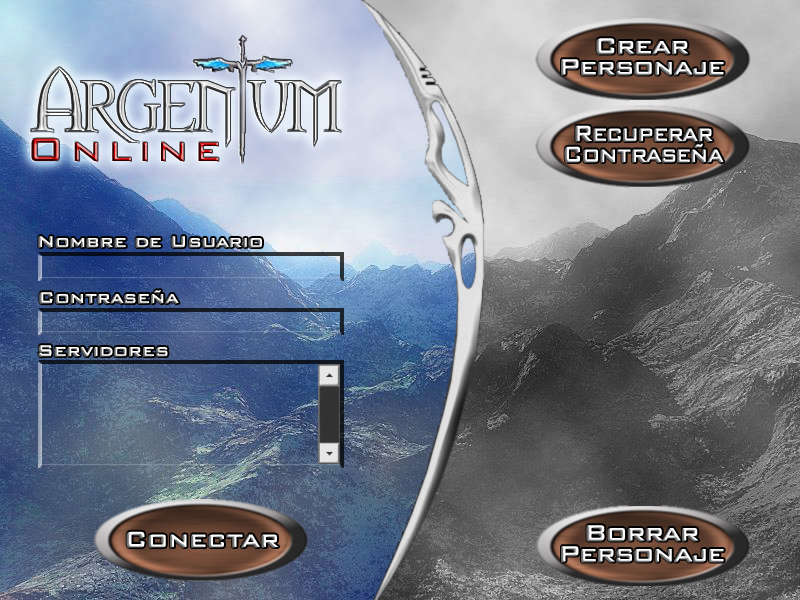 ARGENTUM
ONLINE
NOMBRE DE USUARIO
CONTRASEÑA
SERVIDORES
CONECTAR
CREAR
PERSONAJE
RECUPERAR
CONTRASEÑA
BORRAR
PERSONAJE